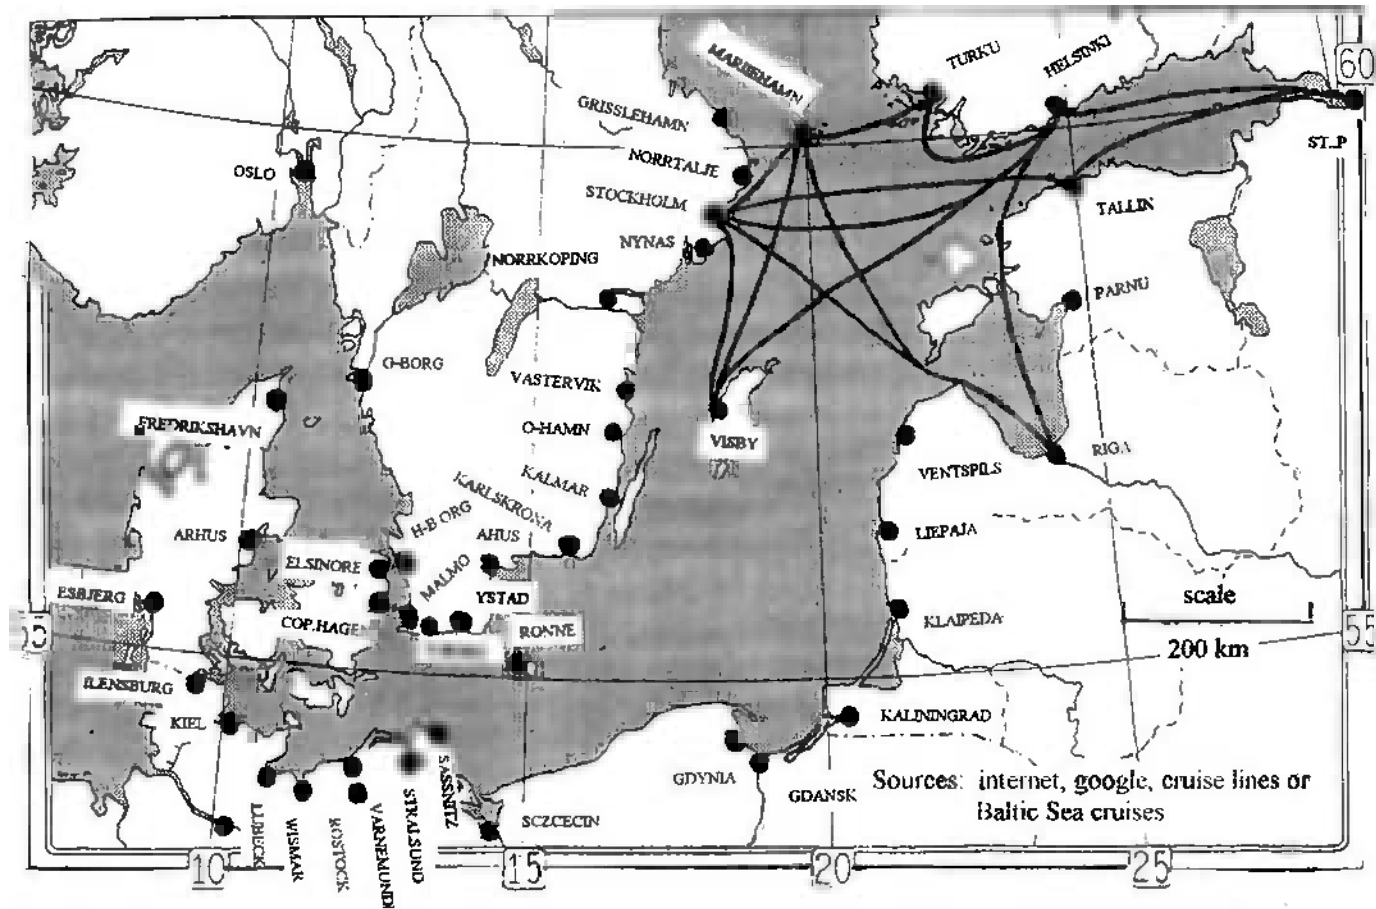 TURKU
HELSINKI
60
MARIEHAMN
GRISSLEHAMN
ST..P
NORRTALJE
OSLO
STOCKHOLM
TALLIN
NYNAS
NORRKOPING
PARNU
G-BORG
VASTERVIK
FREDRIKSHAVN
O-HAMN
VISBY
RIGA
KALMAR
VENTSPILS
KARLSKRONA
H-B ORG
AHUS
ARHUS
LIEPAJA
ELSINORE
MALMO
ESBJERG
YSTAD
scale
COP.HAGEN
RONNE
KLAIPEDA
55
55
200 km
ILENSBURG
KIEL
KALININGRAD
GDYNIA
GDANSK
Sources: internet, google, cruise lines or
Baltic Sea cruises
SASSNITZ
SCZCECIN
LUBECK
WISMAR
ROSTOCK
VARNEMUNDE
STRALSUND
10
15
20
25